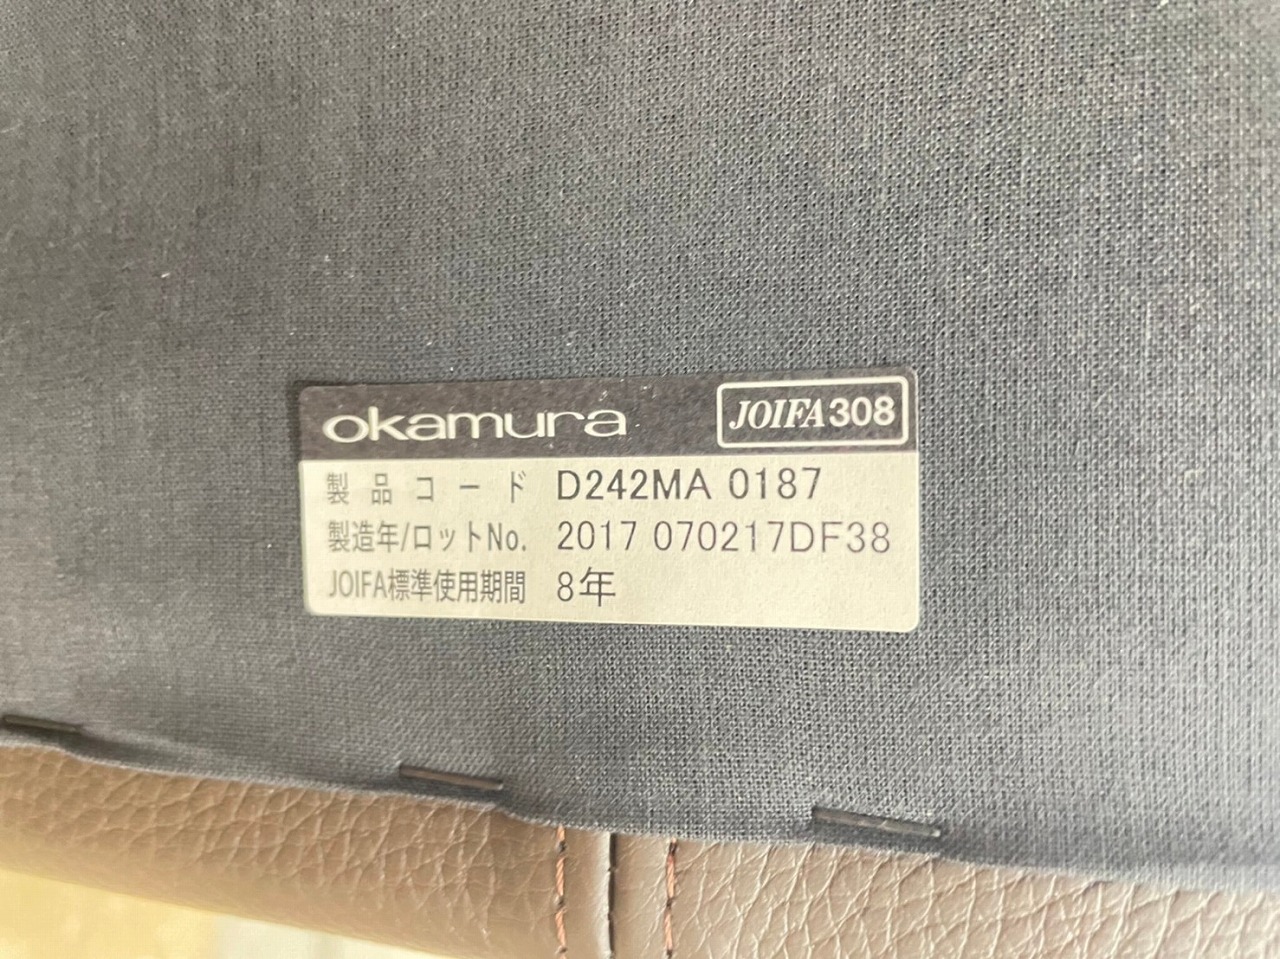 okamura JOIFA308
製品コード D242MA 0187
製造年/ロットNo. 2017 070217DF38
JOIFA標準使用期間 8年